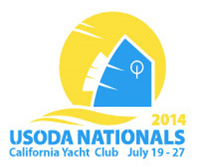 2014
USODA NATIONALS
California Yacht Club July 19 - 27